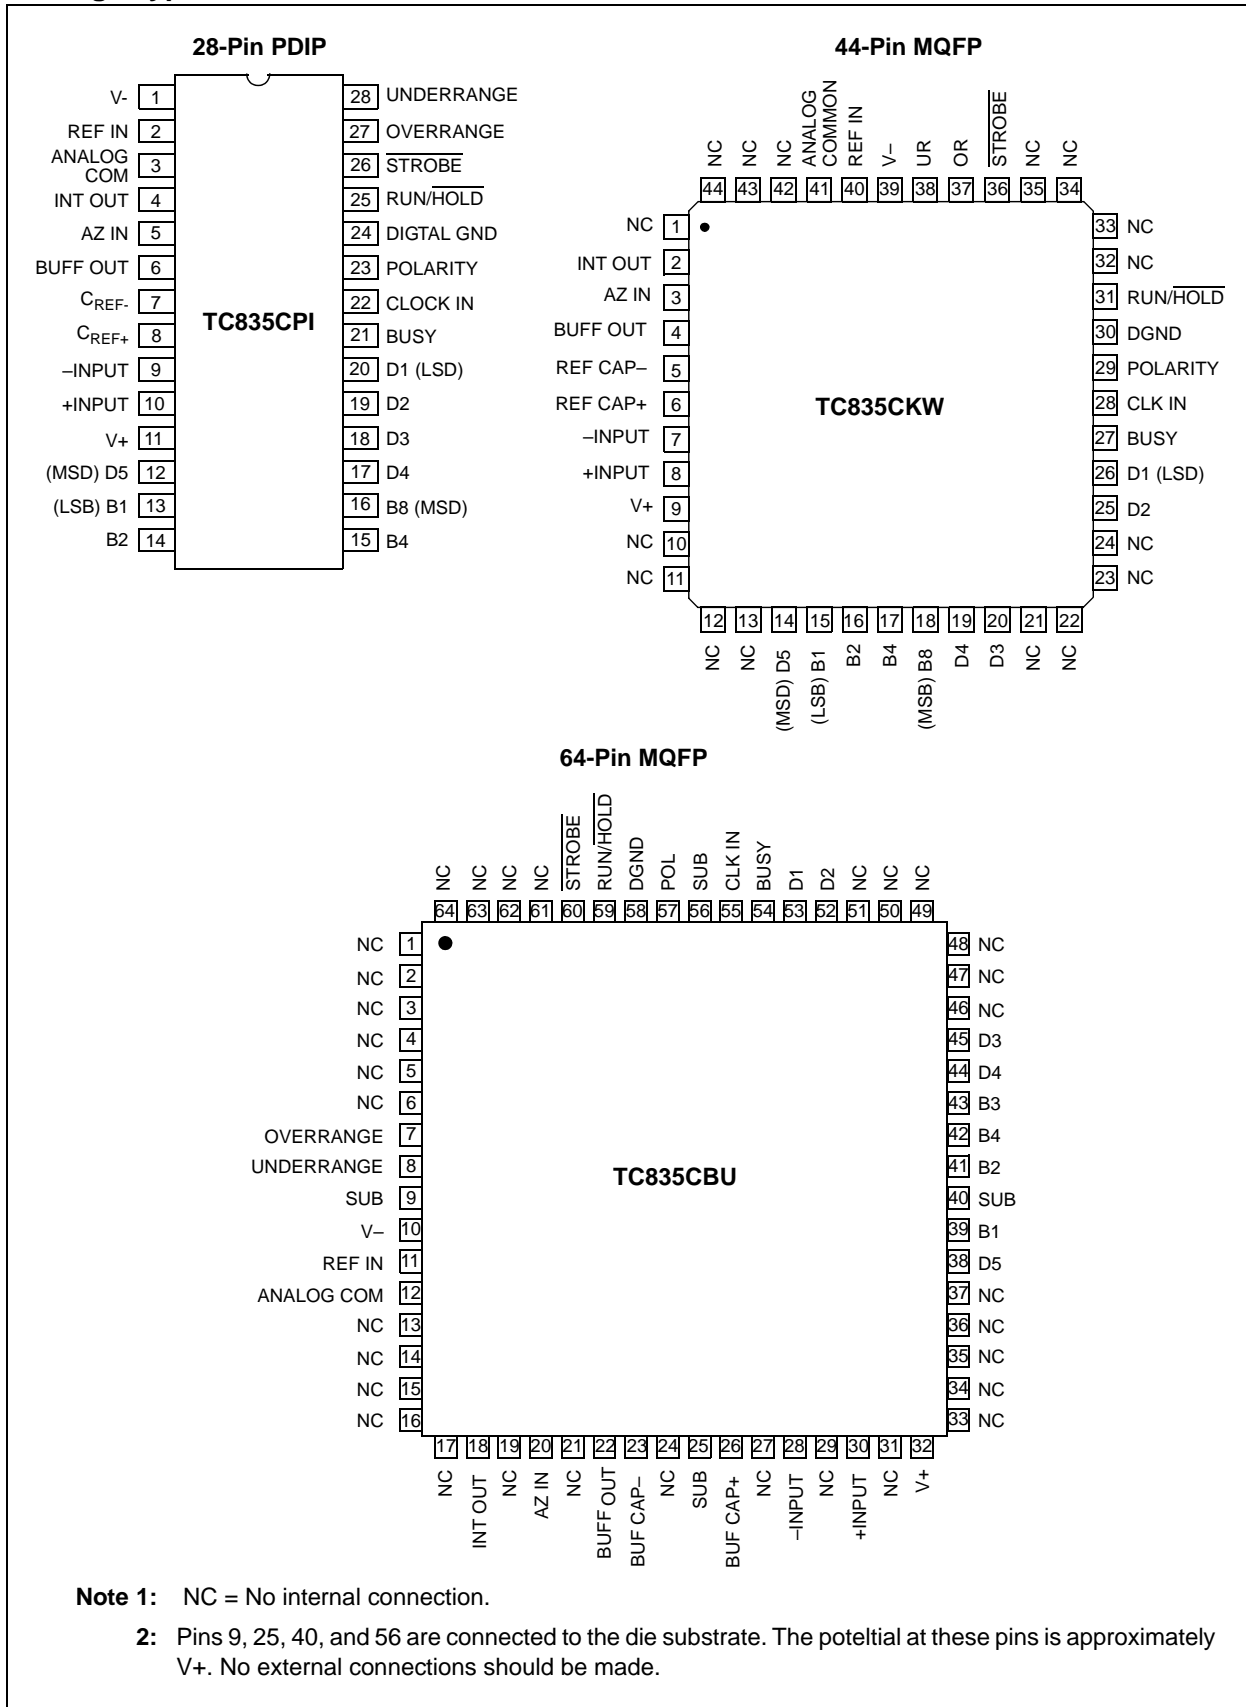 28-Pin PDIP
V- 1
REF IN 2
ANALOG
COM 3
INT OUT 4
AZ IN 5
BUFF OUT 6
CREF- 7
CREF+ 8
–INPUT 9
+INPUT 10
V+ 11
(MSD) D5 12
(LSB) B1 13
B2 14
TC835CPI
28 UNDERRANGE
27 OVERRANGE
26 STROBE
25 RUN/HOLD
24 DIGTAL GND
23 POLARITY
22 CLOCK IN
21 BUSY
20 D1 (LSD)
19 D2
18 D3
17 D4
16 B8 (MSD)
15 B4
44-Pin MQFP
NC 44
NC 43
NC 42
ANALOG
COMMON 41
REF IN 40
V– 39
UR 38
OR 37
STROBE 36
NC 35
NC 34
NC 1
INT OUT 2
AZ IN 3
BUFF OUT 4
REF CAP– 5
REF CAP+ 6
–INPUT 7
+INPUT 8
V+ 9
NC 10
NC 11
TC835CKW
33 NC
32 NC
31 RUN/HOLD
30 DGND
29 POLARITY
28 CLK IN
27 BUSY
26 D1 (LSD)
25 D2
24 NC
23 NC
12 NC
13 NC
14 (MSD) D5
15 (LSB) B1
16 B2
17 B4
18 (MSB) B8
19 D4
20 D3
21 NC
22 NC
64-Pin MQFP
NC 64
NC 63
NC 62
NC 61
STROBE 60
RUN/HOLD 59
DGND 58
POL 57
SUB 56
CLK IN 55
BUSY 54
D1 53
D2 52
NC 51
NC 50
NC 49
NC 1
NC 2
NC 3
NC 4
NC 5
NC 6
OVERRANGE 7
UNDERRANGE 8
SUB 9
V– 10
REF IN 11
ANALOG COM 12
NC 13
NC 14
NC 15
NC 16
TC835CBU
48 NC
47 NC
46 NC
45 D3
44 D4
43 B3
42 B4
41 B2
40 SUB
39 B1
38 D5
37 NC
36 NC
35 NC
34 NC
33 NC
17 NC
18 INT OUT
19 NC
20 AZ IN
21 NC
22 BUFF OUT
23 BUF CAP–
24 NC
25 SUB
26 BUF CAP+
27 NC
28 –INPUT
29 NC
30 +INPUT
31 NC
32 V+
Note 1: NC = No internal connection.
2: Pins 9, 25, 40, and 56 are connected to the die substrate. The poteltial at these pins is approximately
V+. No external connections should be made.